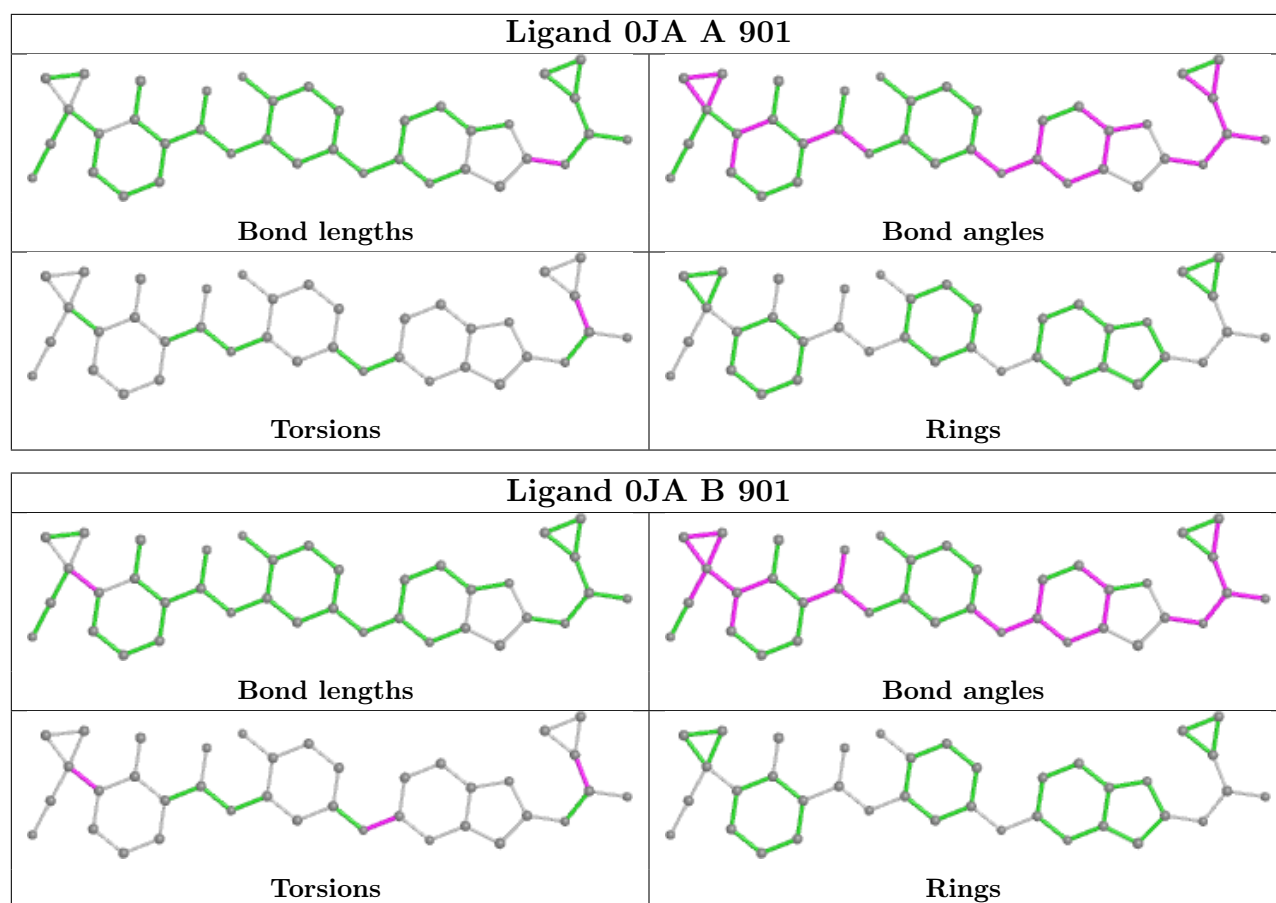 Ligand 0JA A 901
Bond lengths
Bond angles
Torsions
Rings
Ligand 0JA B 901
Bond lengths
Bond angles
Torsions
Rings